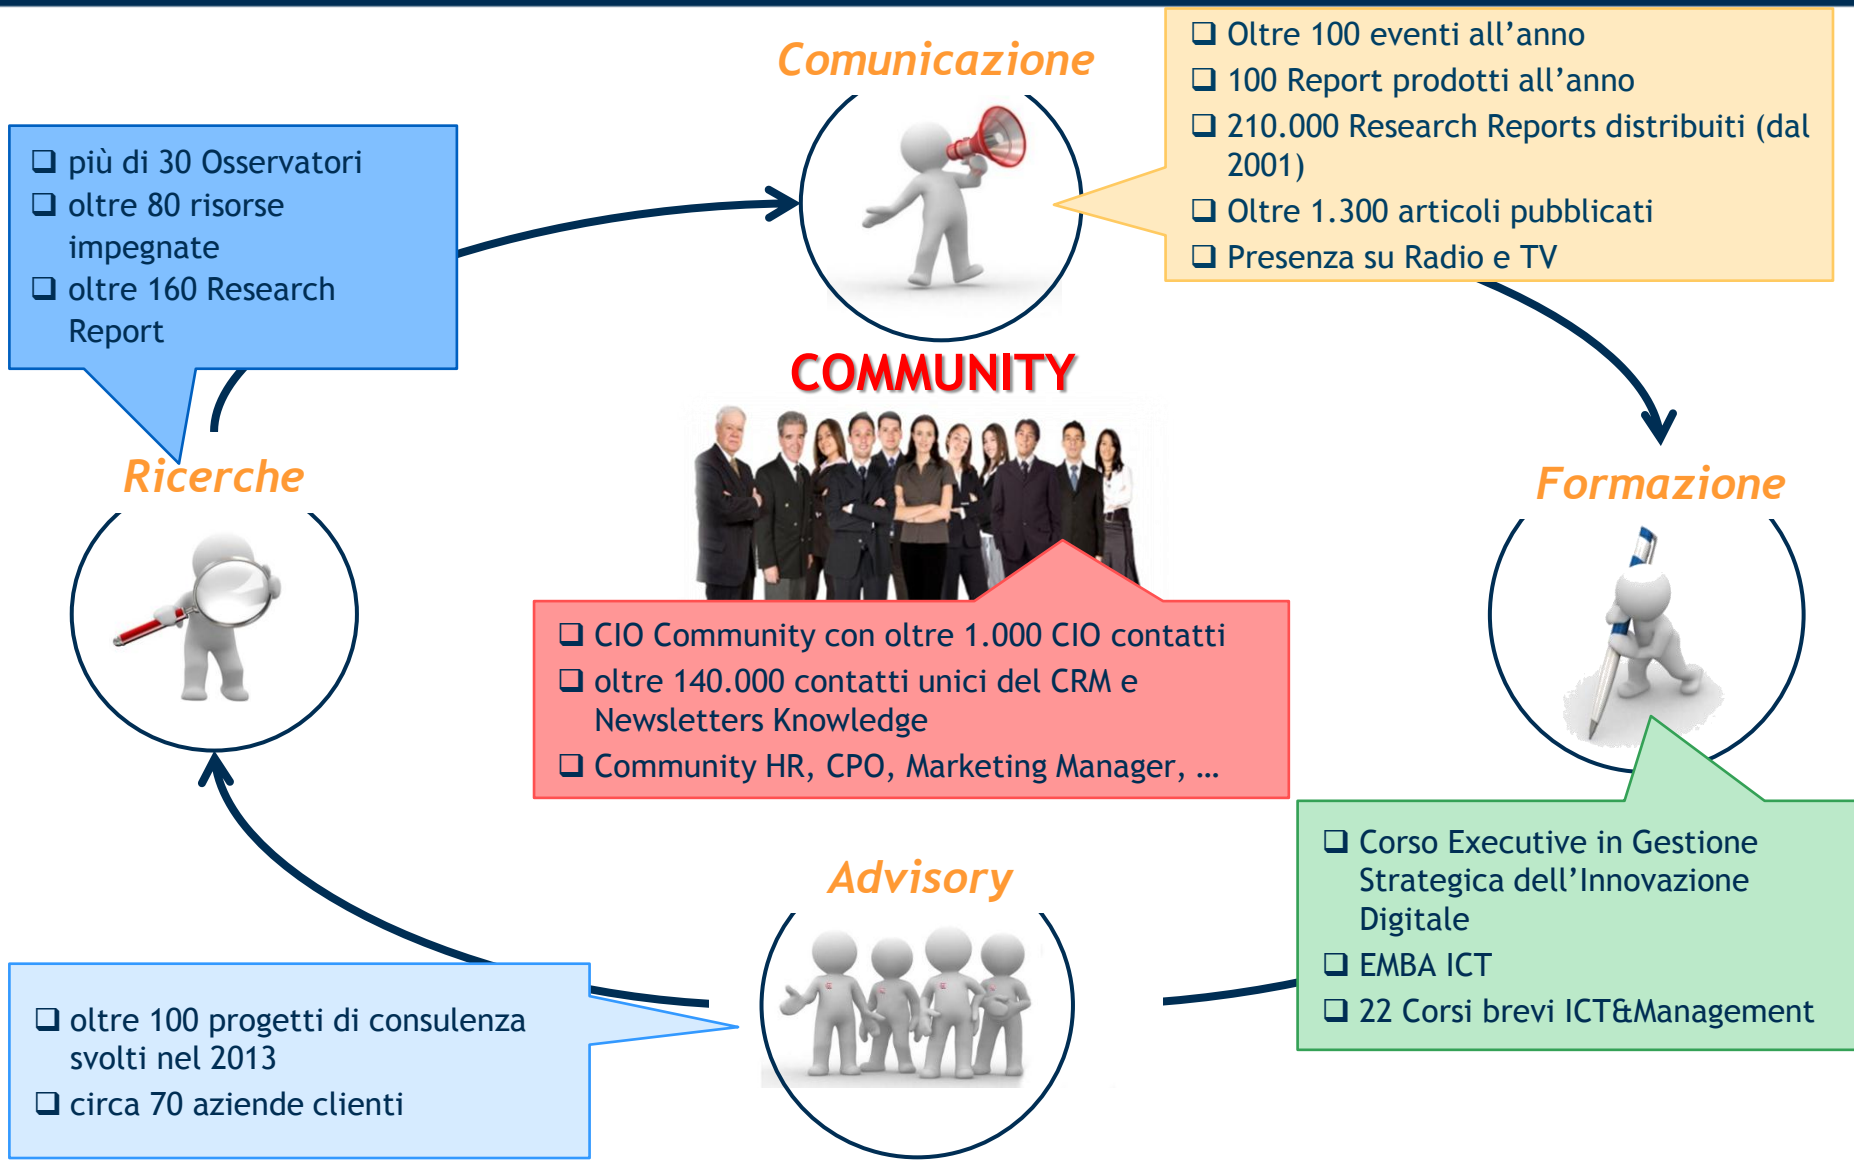 Comunicazione
❑ Oltre 100 eventi all’anno
❑ 100 Report prodotti all’anno
❑ 210.000 Research Reports distribuiti (dal
2001)
❑ Oltre 1.300 articoli pubblicati
❑ Presenza su Radio e TV
❑ più di 30 Osservatori
❑ oltre 80 risorse
impegnate
❑ oltre 160 Research
Report
Ricerche
COMMUNITY
❑ CIO Community con oltre 1.000 CIO contatti
❑ oltre 140.000 contatti unici del CRM e
Newsletters Knowledge
❑ Community HR, CPO, Marketing Manager, …
Formazione
❑ Corso Executive in Gestione
Strategica dell’Innovazione
Digitale
❑ EMBA ICT
❑ 22 Corsi brevi ICT&Management
Advisory
❑ oltre 100 progetti di consulenza
svolti nel 2013
❑ circa 70 aziende clienti